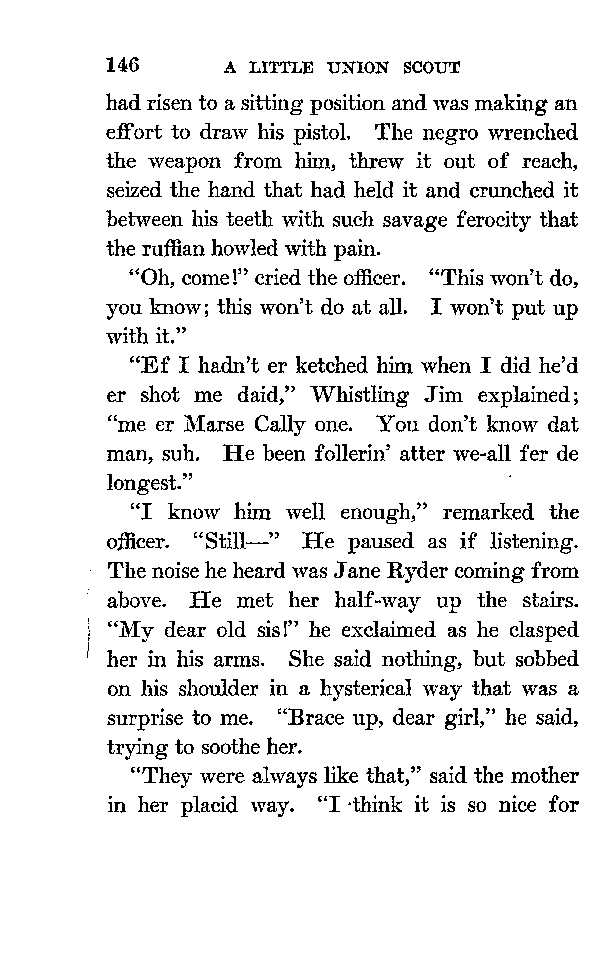 146 A LITTLE UNION SCOUT
had risen to a sitting position and was making an
effort to draw his pistol. The negro wrenched
the weapon from him, threw it out of reach,
seized the hand that had held it and crunched it
between his teeth with such savage ferocity that
the ruffian howled with pain.
“Oh, come!” cried the officer. “This won’t do,
you know; this won’t do at all. I won’t put up
with it.”
“Ef I hadn’t er ketched him when I did he’d
er shot me daid,” Whistling Jim explained;
“me er Marse Cally one. You don’t know dat
man, suh. He been follerin’ atter we-all fer de
longest.”
“I know him well enough,” remarked the
officer. “Still—” He paused as if listening.
The noise he heard was Jane Ryder coming from
above. He met her half-way up the stairs.
“My dear old sis!” he exclaimed as he clasped
her in his arms. She said nothing, but sobbed
on his shoulder in a hysterical way that was a
surprise to me. “Brace up, dear girl,” he said,
trying to soothe her.
“They were always like that,” said the mother
in her placid way. “I think it is so nice for